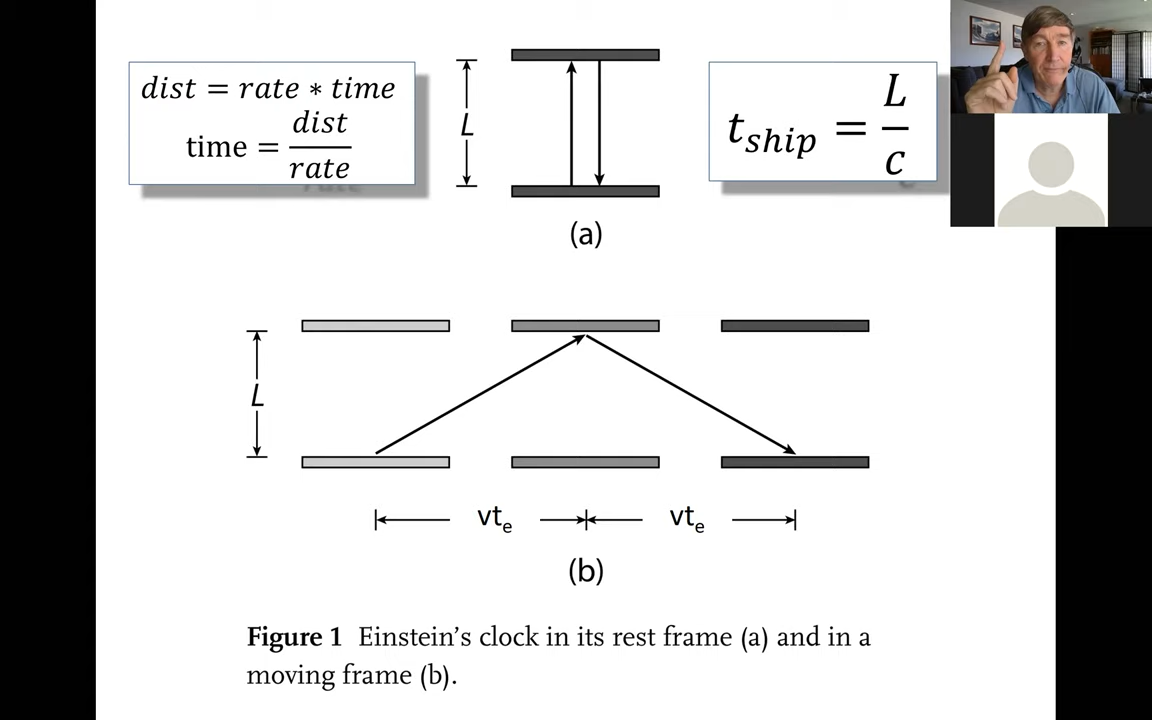 dist = rate * time
time = dist/rate
L
t_ship = L/c
(a)
L
vt_e vt_e
(b)
Figure 1 Einstein's clock in its rest frame (a) and in a
moving frame (b).